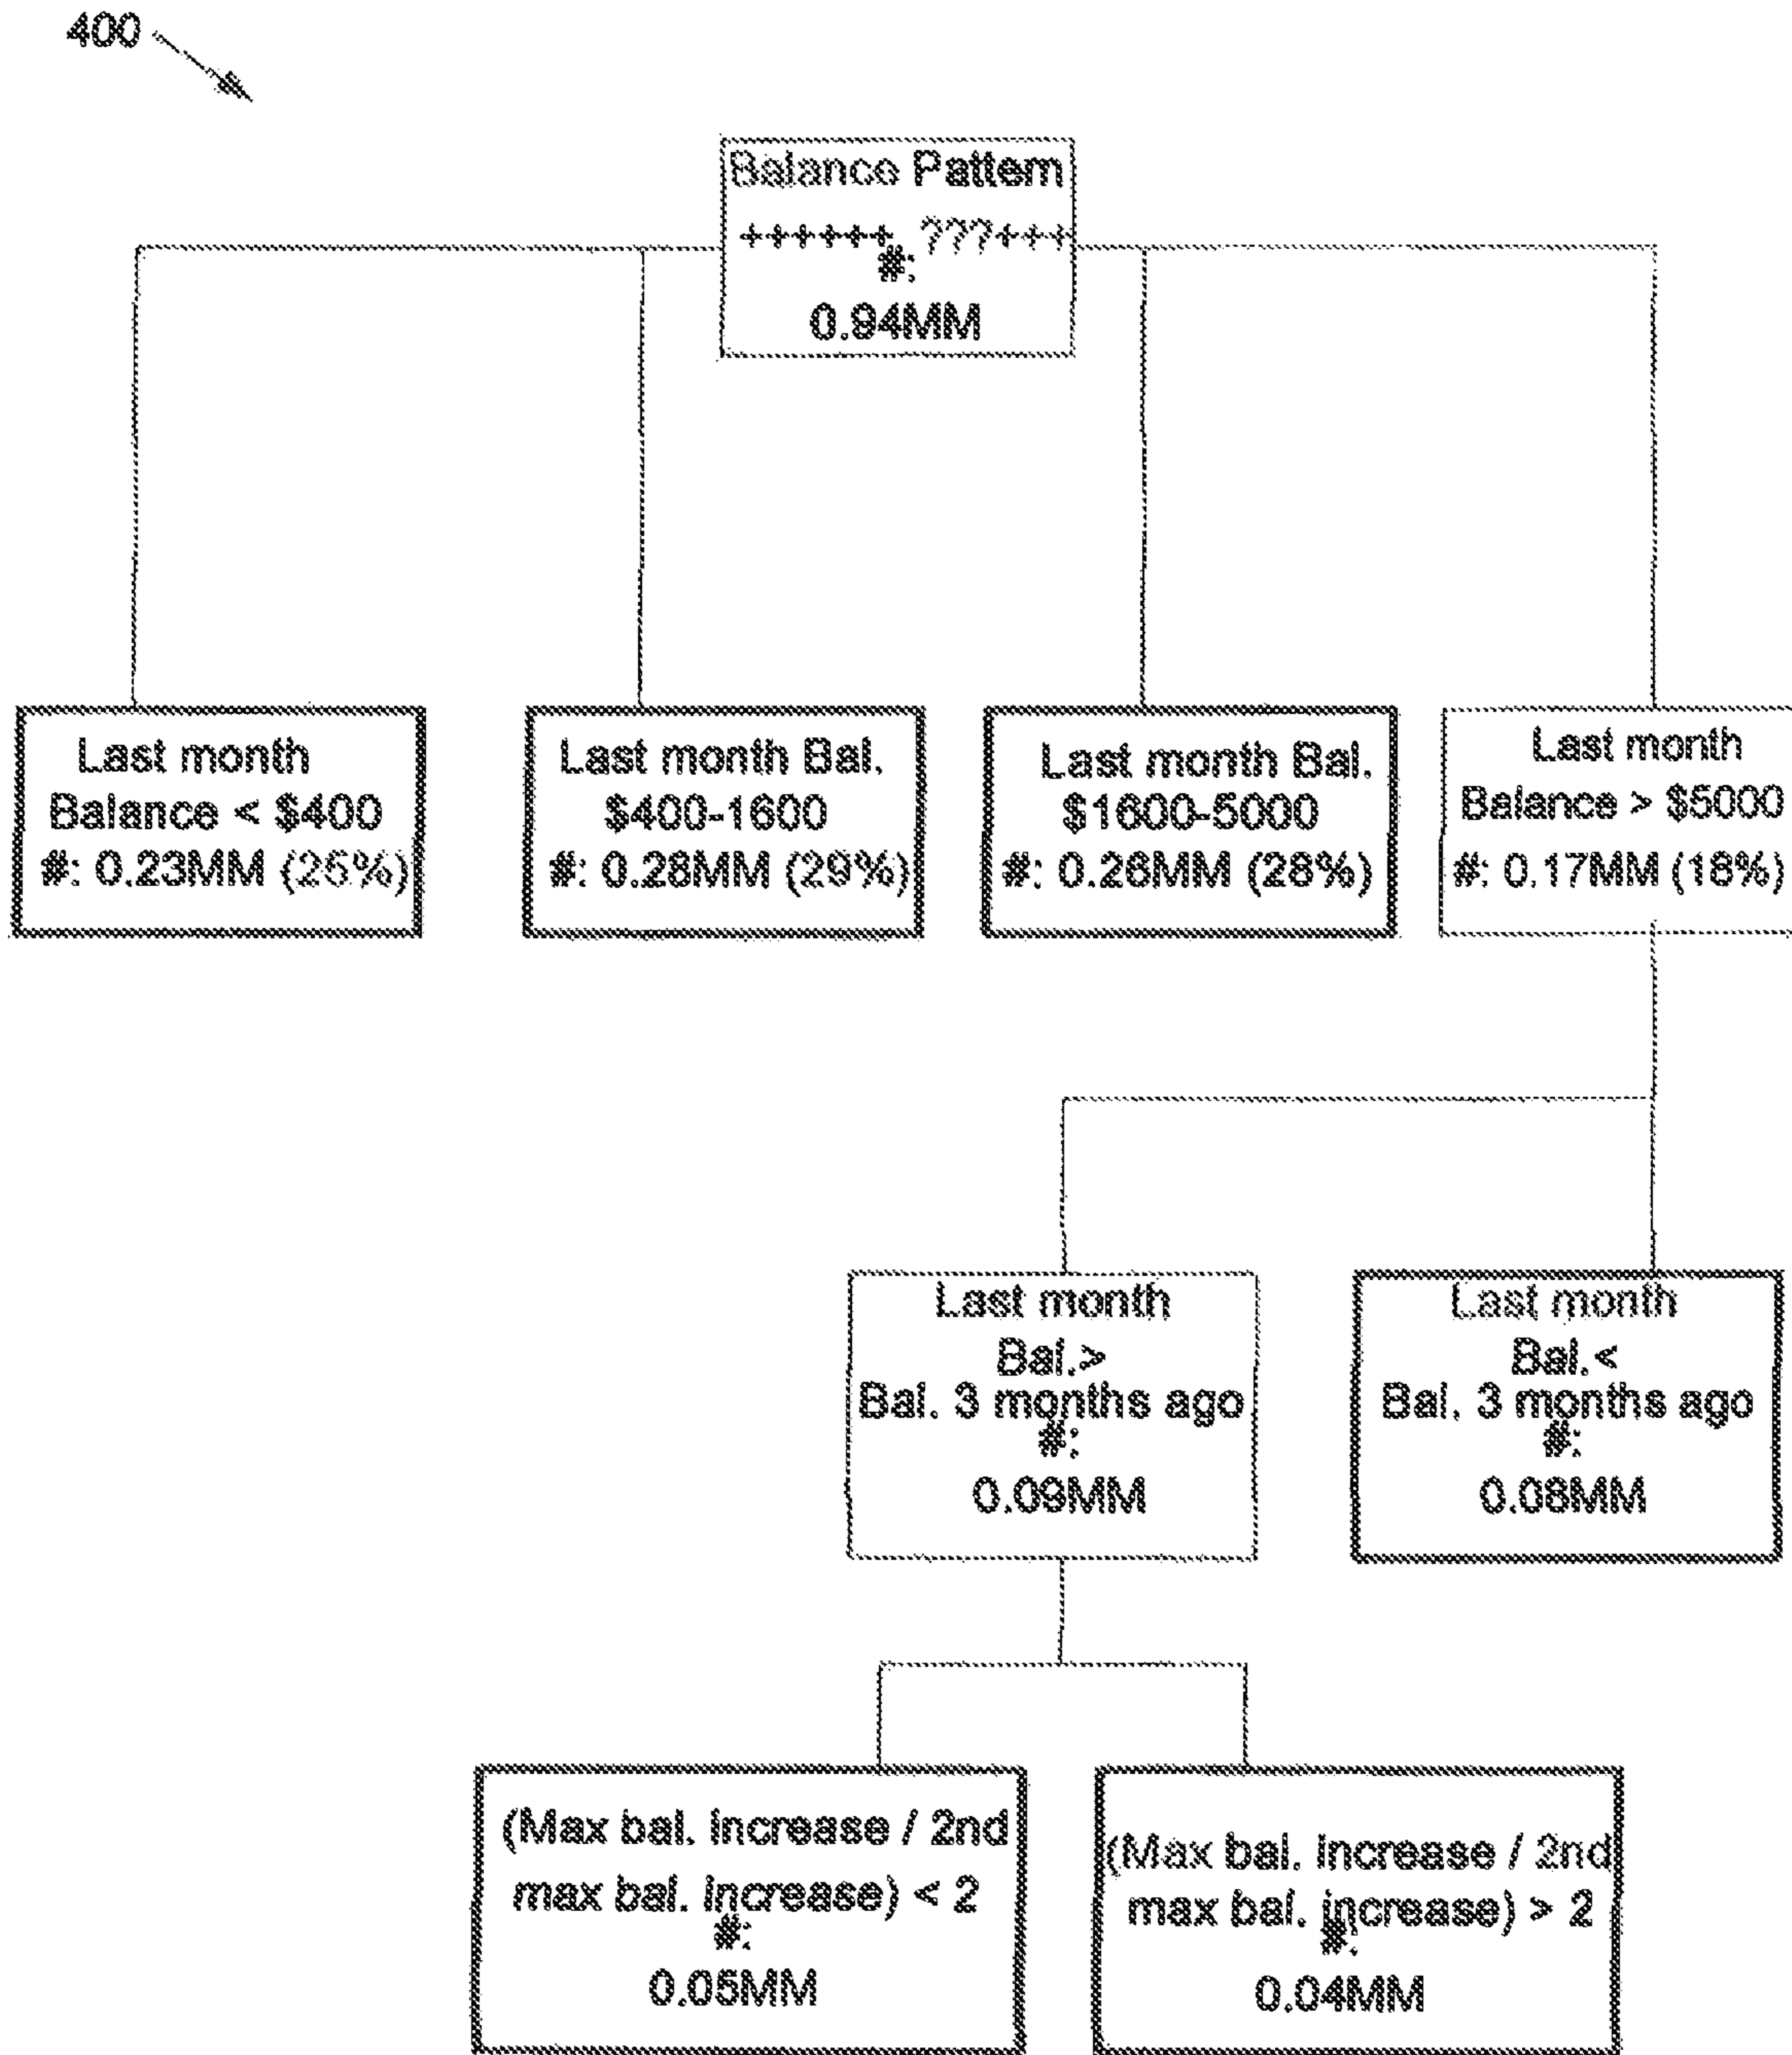 400
Balance Pattern
++++++, ???+++
#:
0.94MM
Last month
Balance < $400
#: 0.23MM (25%)
Last month Bal.
$400-1600
#: 0.28MM (29%)
Last month Bal.
$1600-5000
#: 0.26MM (28%)
Last month
Balance > $5000
#: 0.17MM (18%)
Last month
Bal.>
Bal. 3 months ago
#:
0.09MM
Last month
Bal.<
Bal. 3 months ago
#:
0.08MM
(Max bal. increase / 2nd
max bal. increase) < 2
#:
0.05MM
(Max bal. increase / 2nd
max bal. increase) > 2
#:
0.04MM